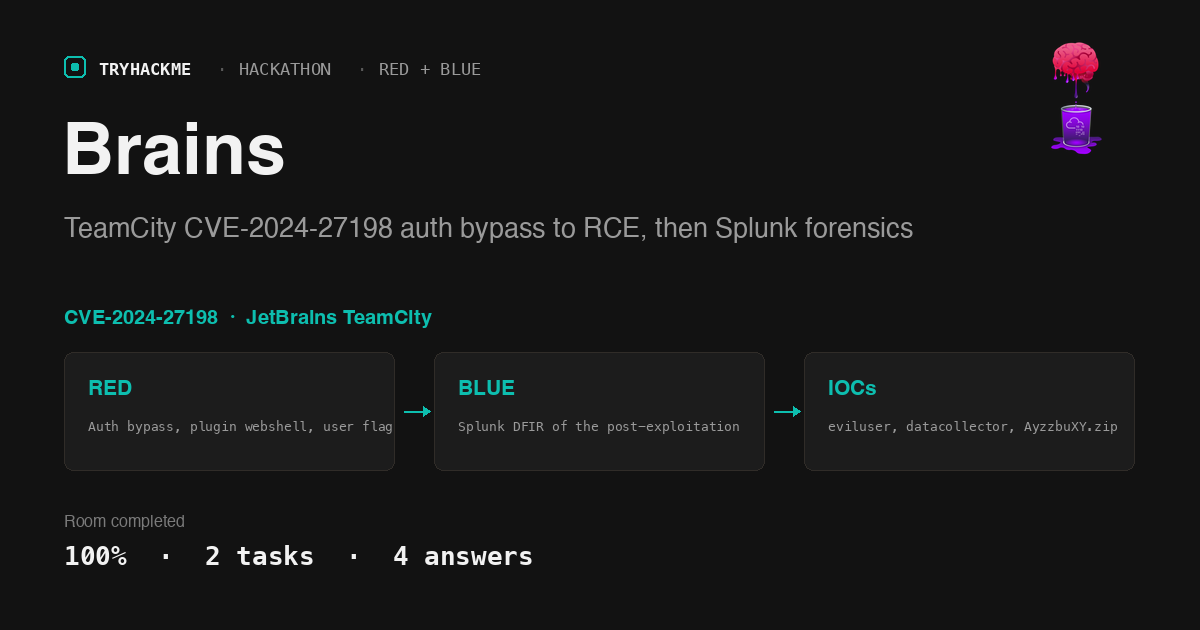 TRYHACKME · HACKATHON · RED + BLUE
Brains
TeamCity CVE-2024-27198 auth bypass to RCE, then Splunk forensics
CVE-2024-27198 · JetBrains TeamCity
RED
Auth bypass, plugin webshell, user flag
BLUE
Splunk DFIR of the post-exploitation
IOCs
eviluser, datacollector, AyzzbuXY.zip
Room completed
100% · 2 tasks · 4 answers